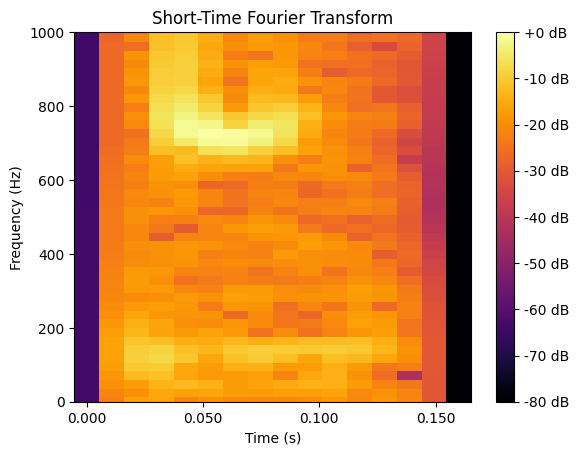 Short-Time Fourier Transform
Frequency (Hz)
1000
800
600
400
200
0
0.000
0.050
0.100
0.150
Time (s)
+0 dB
-10 dB
-20 dB
-30 dB
-40 dB
-50 dB
-60 dB
-70 dB
-80 dB